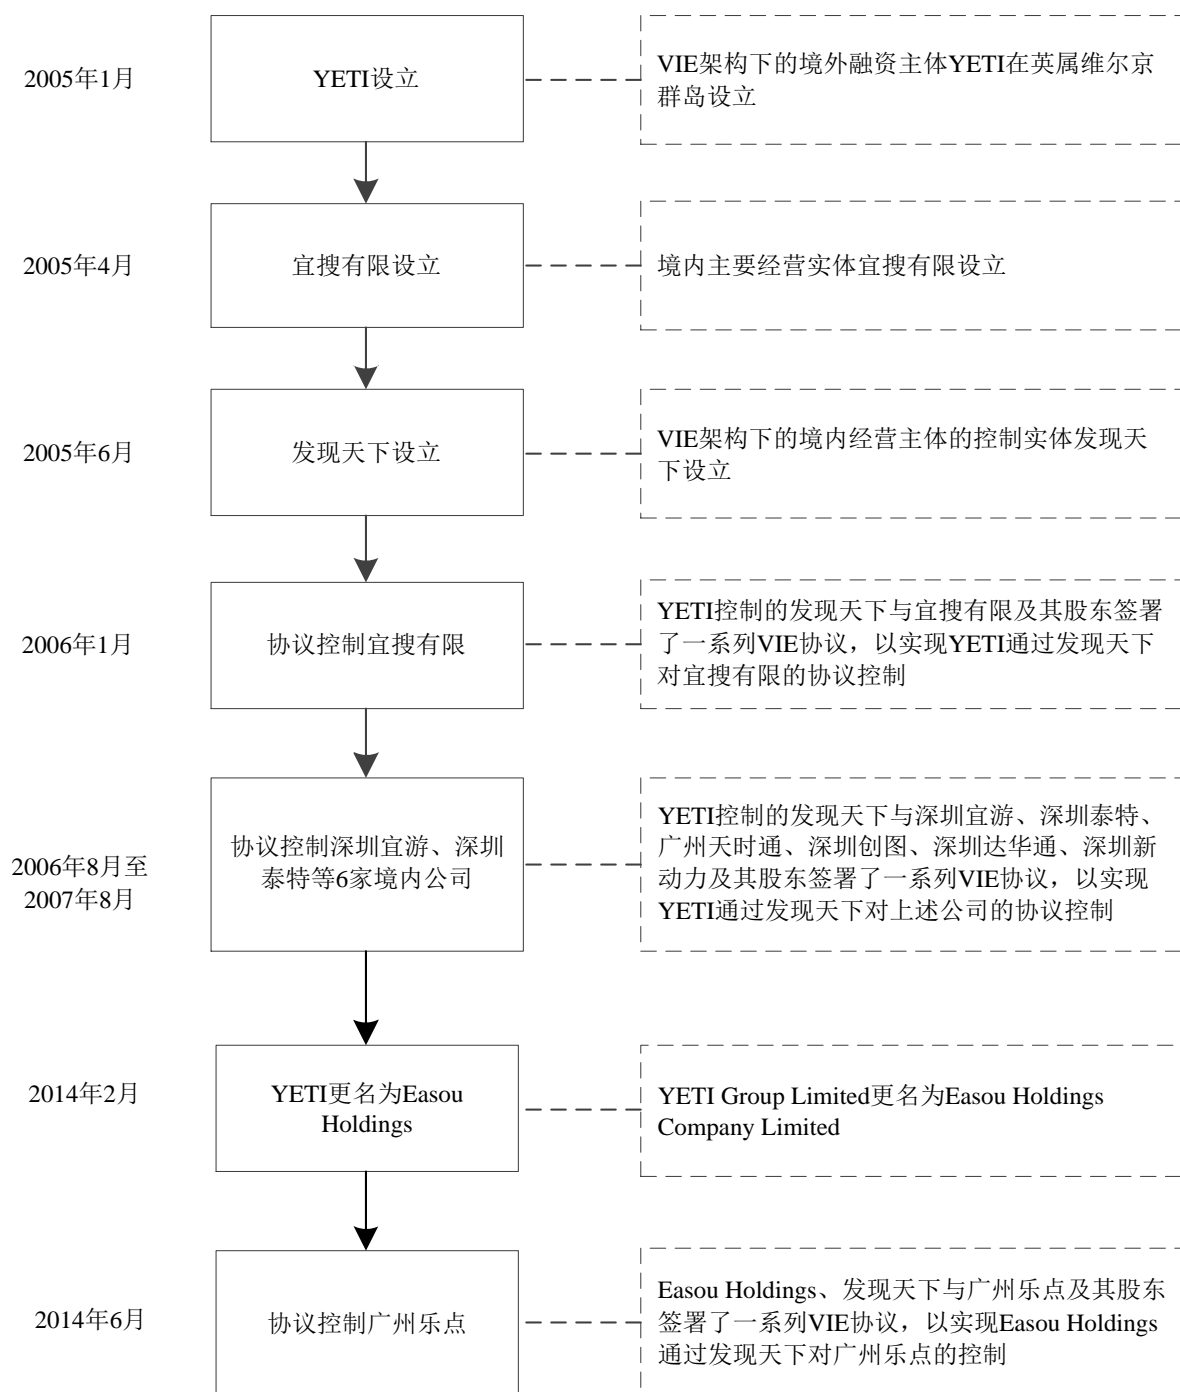 2005年1月
YETI设立
VIE架构下的境外融资主体YETI在英属维尔京
群岛设立
2005年4月
宜搜有限设立
境内主要经营实体宜搜有限设立
2005年6月
发现天下设立
VIE架构下的境内经营主体的控制实体发现天
下设立
2006年1月
协议控制宜搜有限
YETI控制的发现天下与宜搜有限及其股东签署
了一系列VIE协议，以实现YETI通过发现天下
对宜搜有限的协议控制
2006年8月至
2007年8月
协议控制深圳宜游、深圳
泰特等6家境内公司
YETI控制的发现天下与深圳宜游、深圳泰特、
广州天时通、深圳创图、深圳达华通、深圳新
动力及其股东签署了一系列VIE协议，以实现
YETI通过发现天下对上述公司的协议控制
2014年2月
YETI更名为Easou
Holdings
YETI Group Limited更名为Easou Holdings
Company Limited
2014年6月
协议控制广州乐点
Easou Holdings、发现天下与广州乐点及其股东
签署了一系列VIE协议，以实现Easou Holdings
通过发现天下对广州乐点的控制